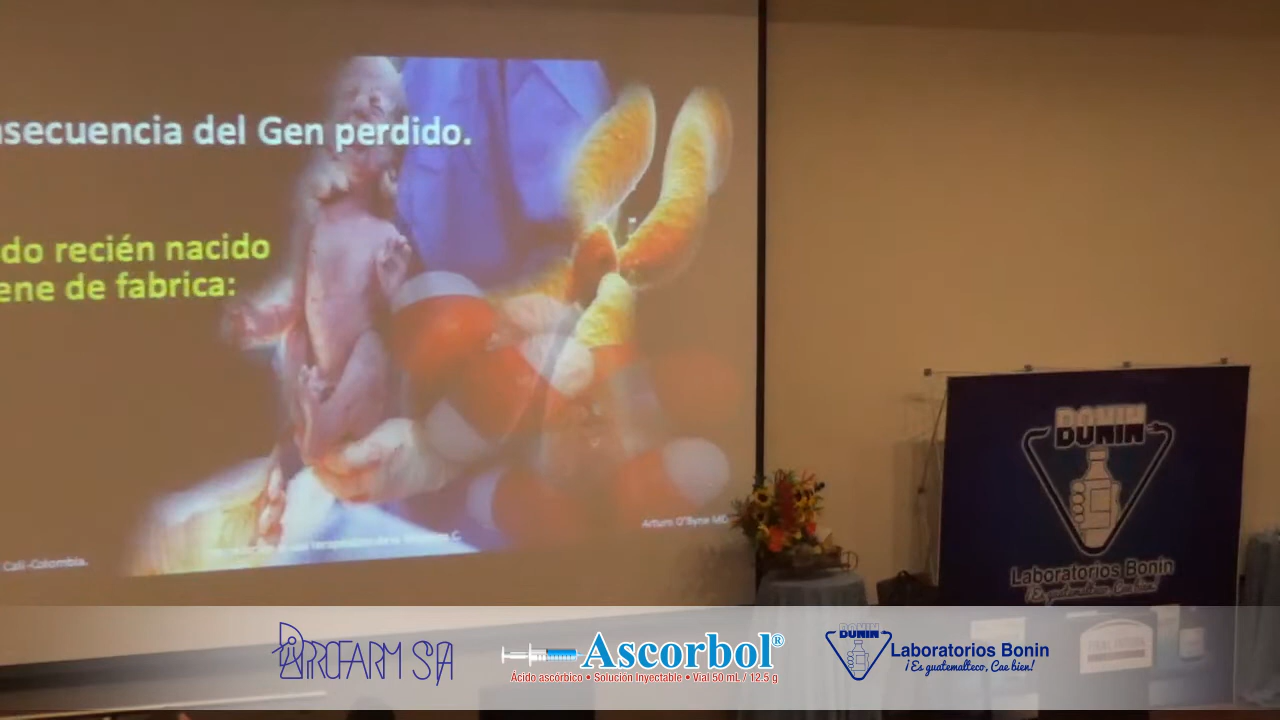 nsecuencia del Gen perdido.
do recién nacido
ene de fabrica:
Arturo O'Byrne MD.
Cali-Colombia.
BONIN
Laboratorios Bonin
¡Es guatemalteco, Cae bien!
PARROFARM SA
Ascorbol®
Ácido ascórbico • Solución Inyectable • Vial 50 mL / 12.5 g
BONIN
Laboratorios Bonin
¡Es guatemalteco, Cae bien!